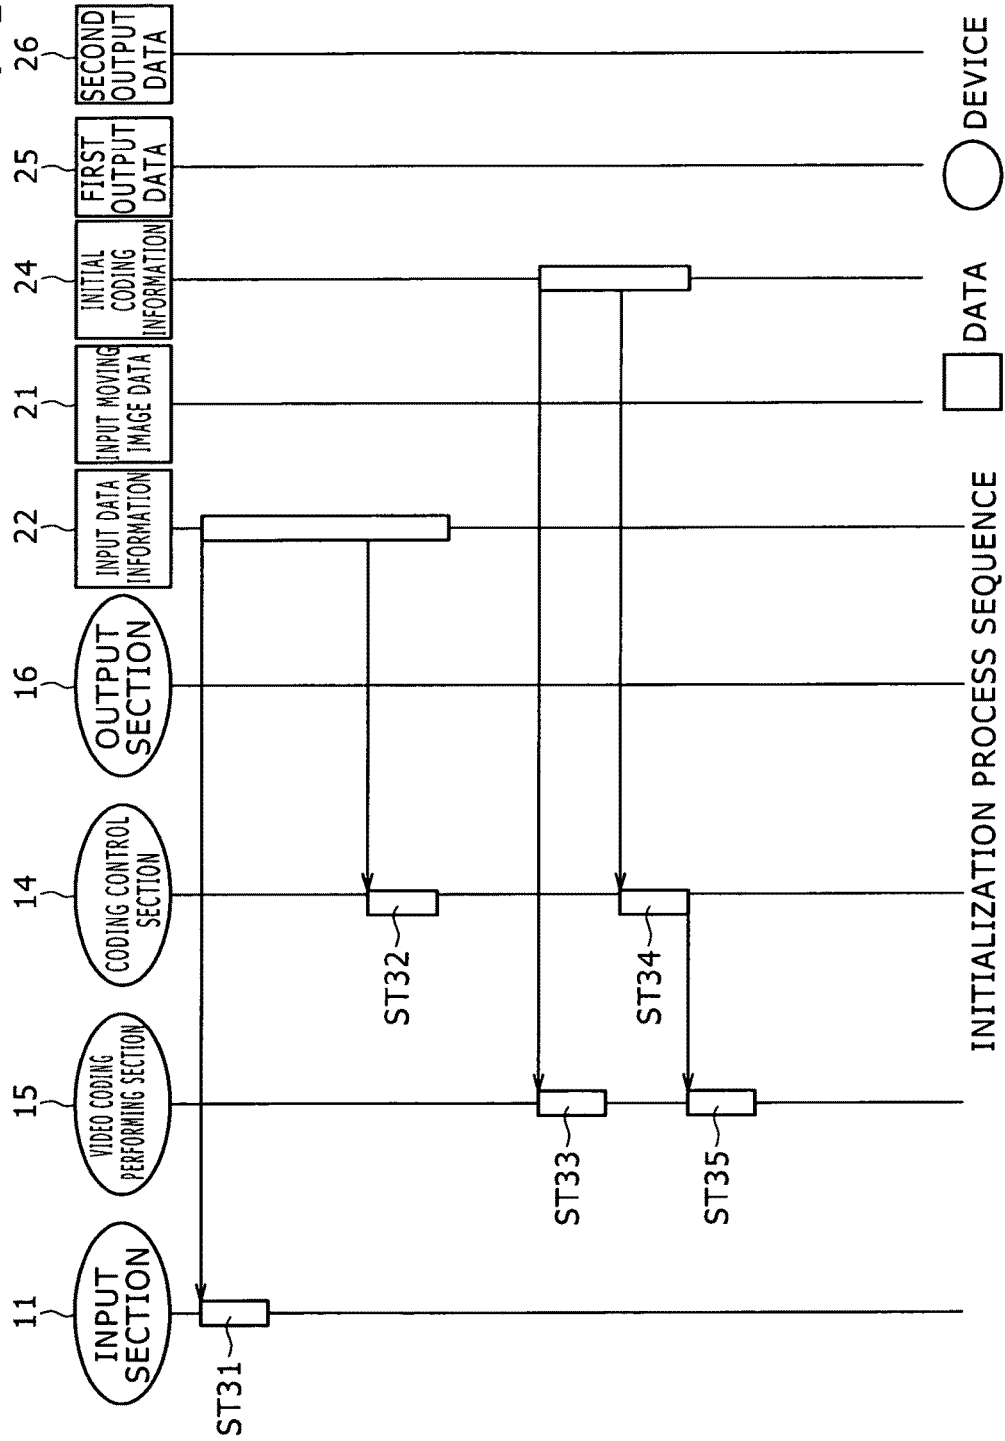 11
INPUT
SECTION
15
VIDEO CODING
PERFORMING SECTION
14
CODING CONTROL
SECTION
16
OUTPUT
SECTION
22
INPUT DATA
INFORMATION
21
INPUT MOVING
IMAGE DATA
24
INITIAL
CODING
INFORMATION
25
FIRST
OUTPUT
DATA
26
SECOND
OUTPUT
DATA
ST31
ST32
ST33
ST34
ST35
INITIALIZATION PROCESS SEQUENCE
DATA
DEVICE